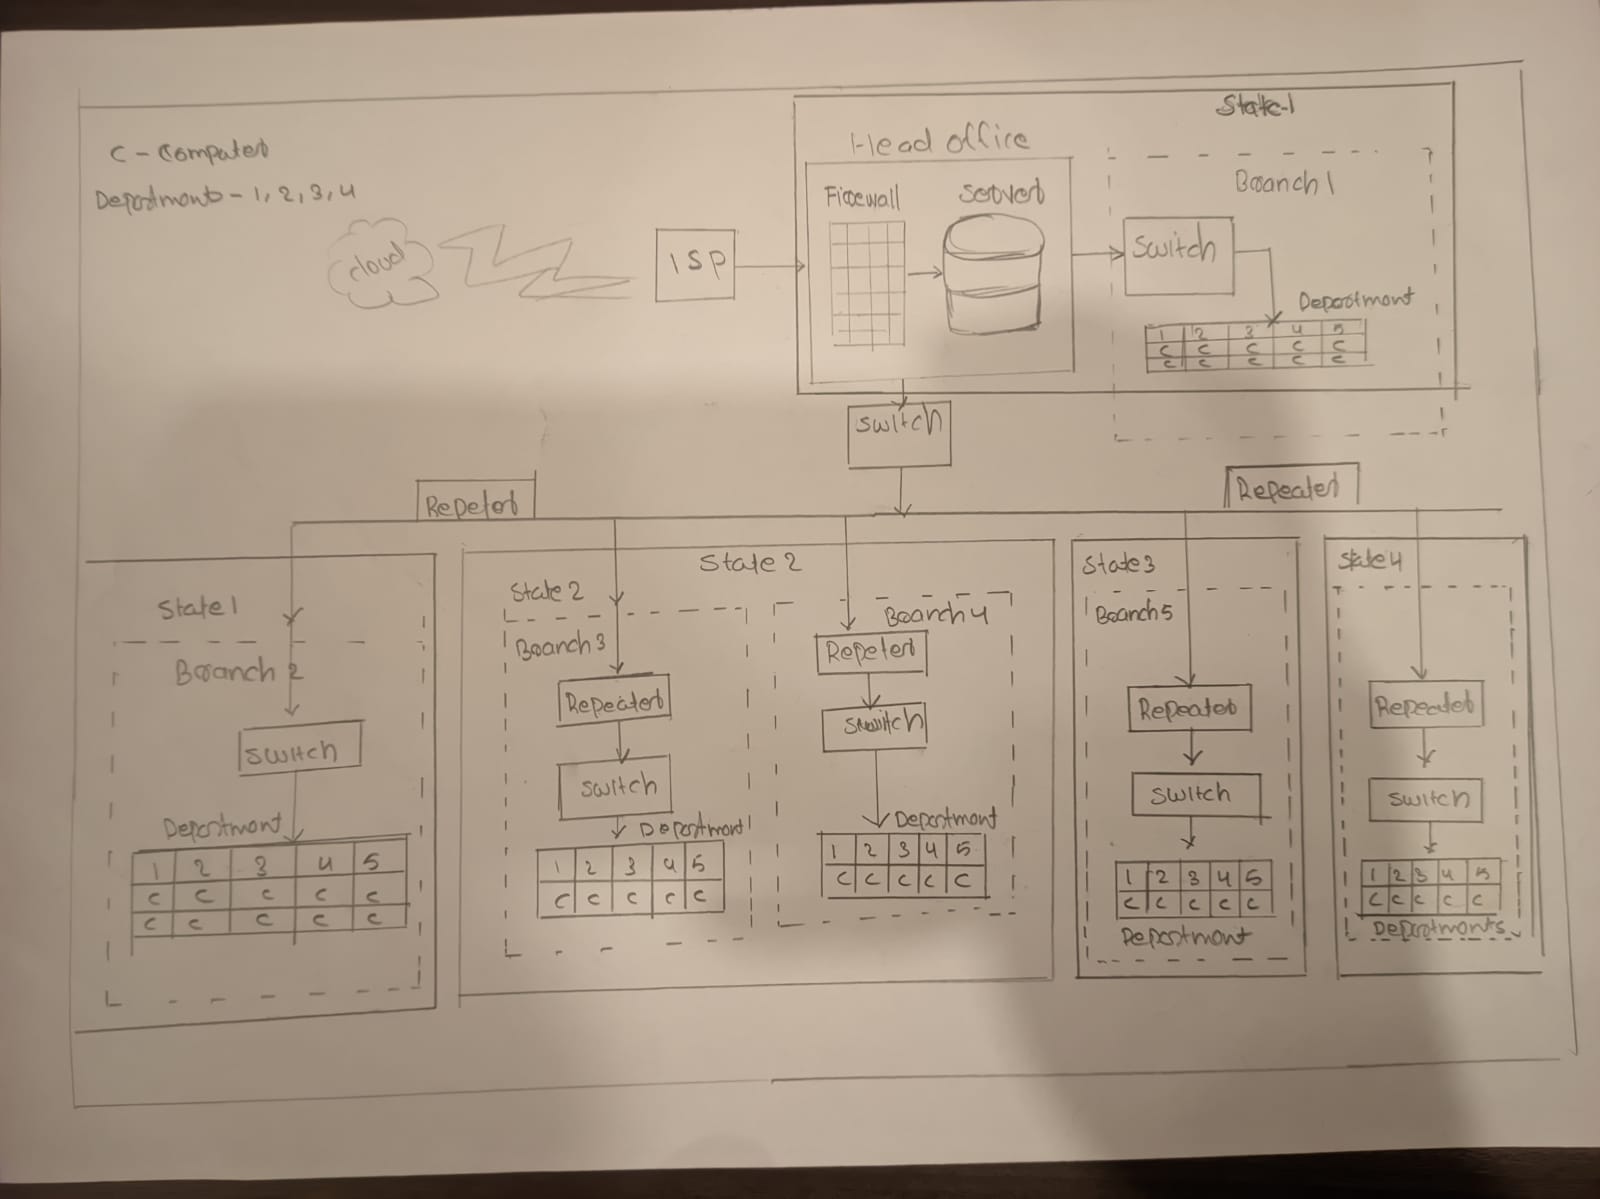 State-1
C - Computer
Head office
Departments - 1, 2, 3, 4
Firewall
Server
Branch 1
cloud
ISP
Switch
Department
1 2 3 4 5
C C C C C
C C C C C
switch
Repeter
Repeater
State 1
Branch 2
switch
Department
1 2 3 4 5
C C C C C
C C C C C
State 2
State 2
Branch 3
Repeater
switch
Department
1 2 3 4 5
C C C C C
Branch 4
Repeter
switch
Department
1 2 3 4 5
C C C C C
State 3
Branch 5
Repeater
switch
1 2 3 4 5
C C C C C
Department
State 4
Repeater
switch
1 2 3 4 5
C C C C C
Departments